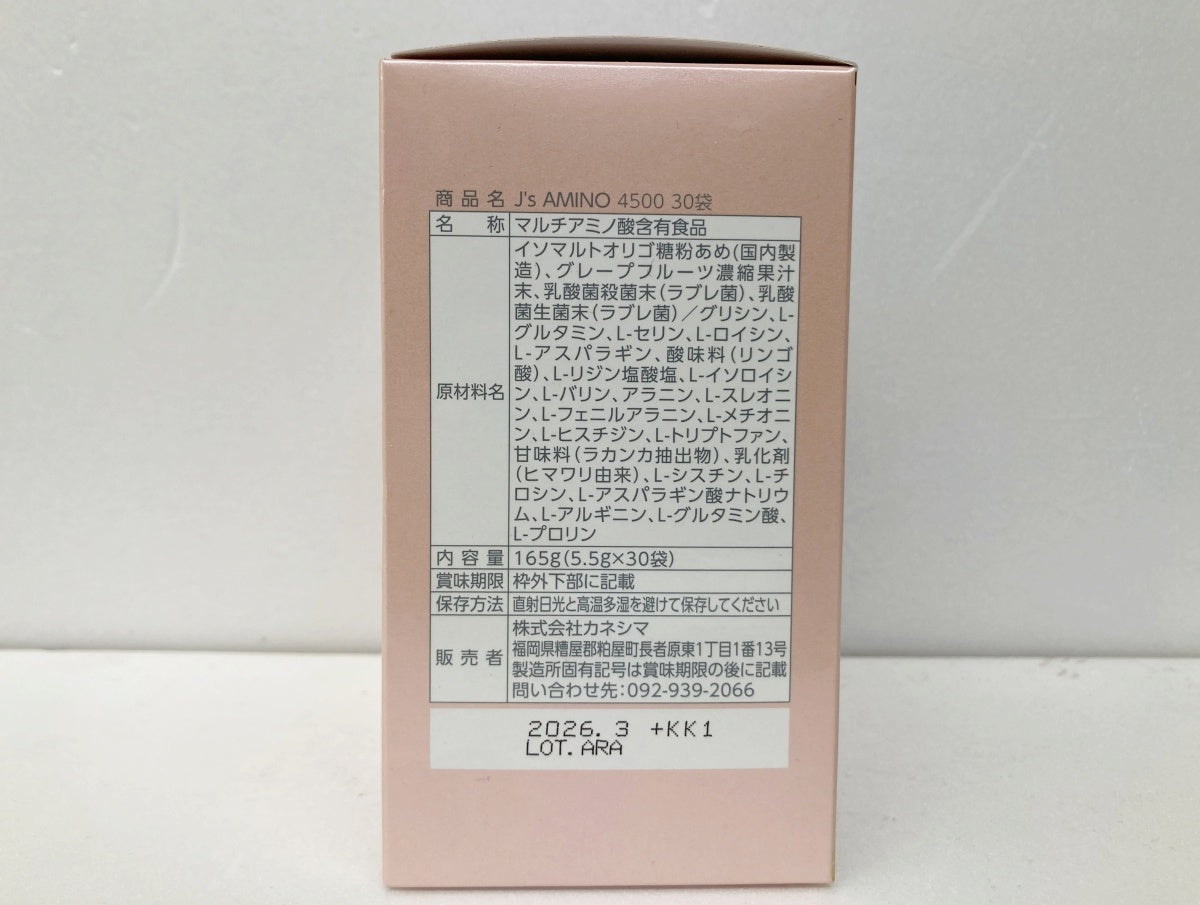 商品名 J's AMINO 4500 30袋
名称 マルチアミノ酸含有食品
原材料名 イソマルトオリゴ糖粉あめ(国内製
造)、グレープフルーツ濃縮果汁
末、乳酸菌殺菌末(ラブレ菌)、乳酸
菌生菌末(ラブレ菌)／グリシン、L-
グルタミン、L-セリン、L-ロイシン、
L-アスパラギン、酸味料(リンゴ
酸)、L-リジン塩酸塩、L-イソロイシ
ン、L-バリン、アラニン、L-スレオニ
ン、L-フェニルアラニン、L-メチオニ
ン、L-ヒスチジン、L-トリプトファン、
甘味料(ラカンカ抽出物)、乳化剤
(ヒマワリ由来)、L-シスチン、L-チ
ロシン、L-アスパラギン酸ナトリウ
ム、L-アルギニン、L-グルタミン酸、
L-プロリン
内容量 165g(5.5g×30袋)
賞味期限 枠外下部に記載
保存方法 直射日光と高温多湿を避けて保存してください
販売者 株式会社カネシマ
福岡県糟屋郡粕屋町長者原東1丁目1番13号
製造所固有記号は賞味期限の後に記載
問い合わせ先:092-939-2066
2026.3 +KK1
LOT.ARA